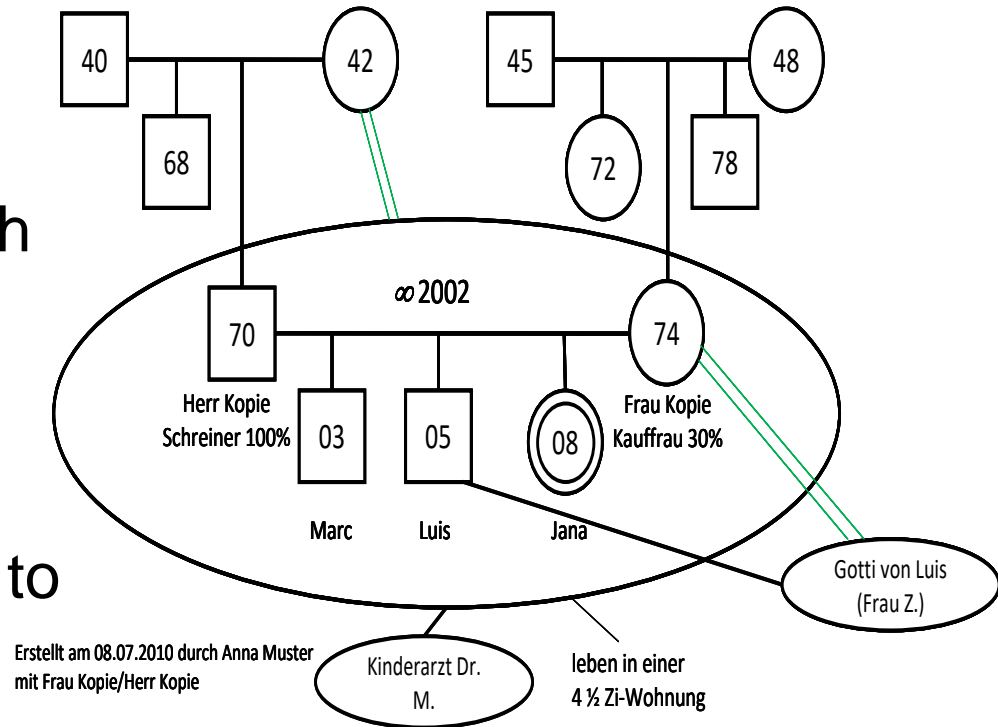 40
42
45
48
68
72
78
h
∞ 2002
70
74
Herr Kopie
Schreiner 100%
03
05
08
Frau Kopie
Kauffrau 30%
Marc
Luis
Jana
to
Gotti von Luis
(Frau Z.)
Erstellt am 08.07.2010 durch Anna Muster
mit Frau Kopie/Herr Kopie
Kinderarzt Dr.
M.
leben in einer
4 ½ Zi-Wohnung